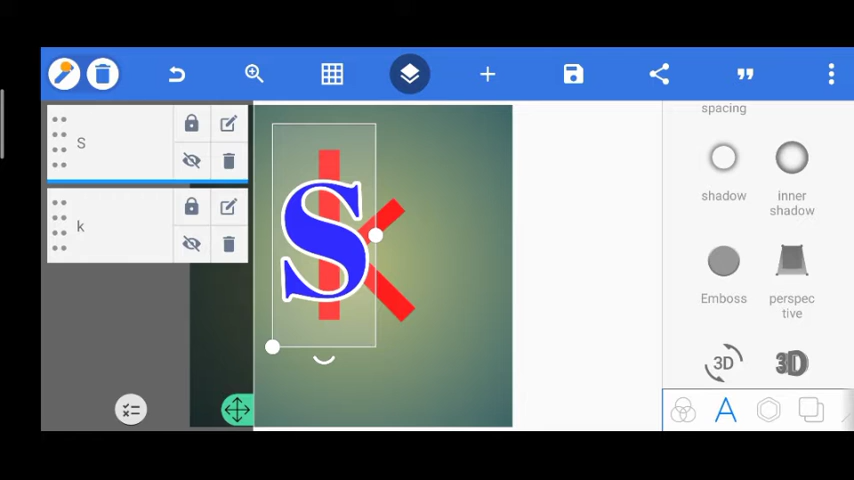 spacing
S
shadow
inner
shadow
k
S
k
Emboss
perspec
tive
3D
3D
A